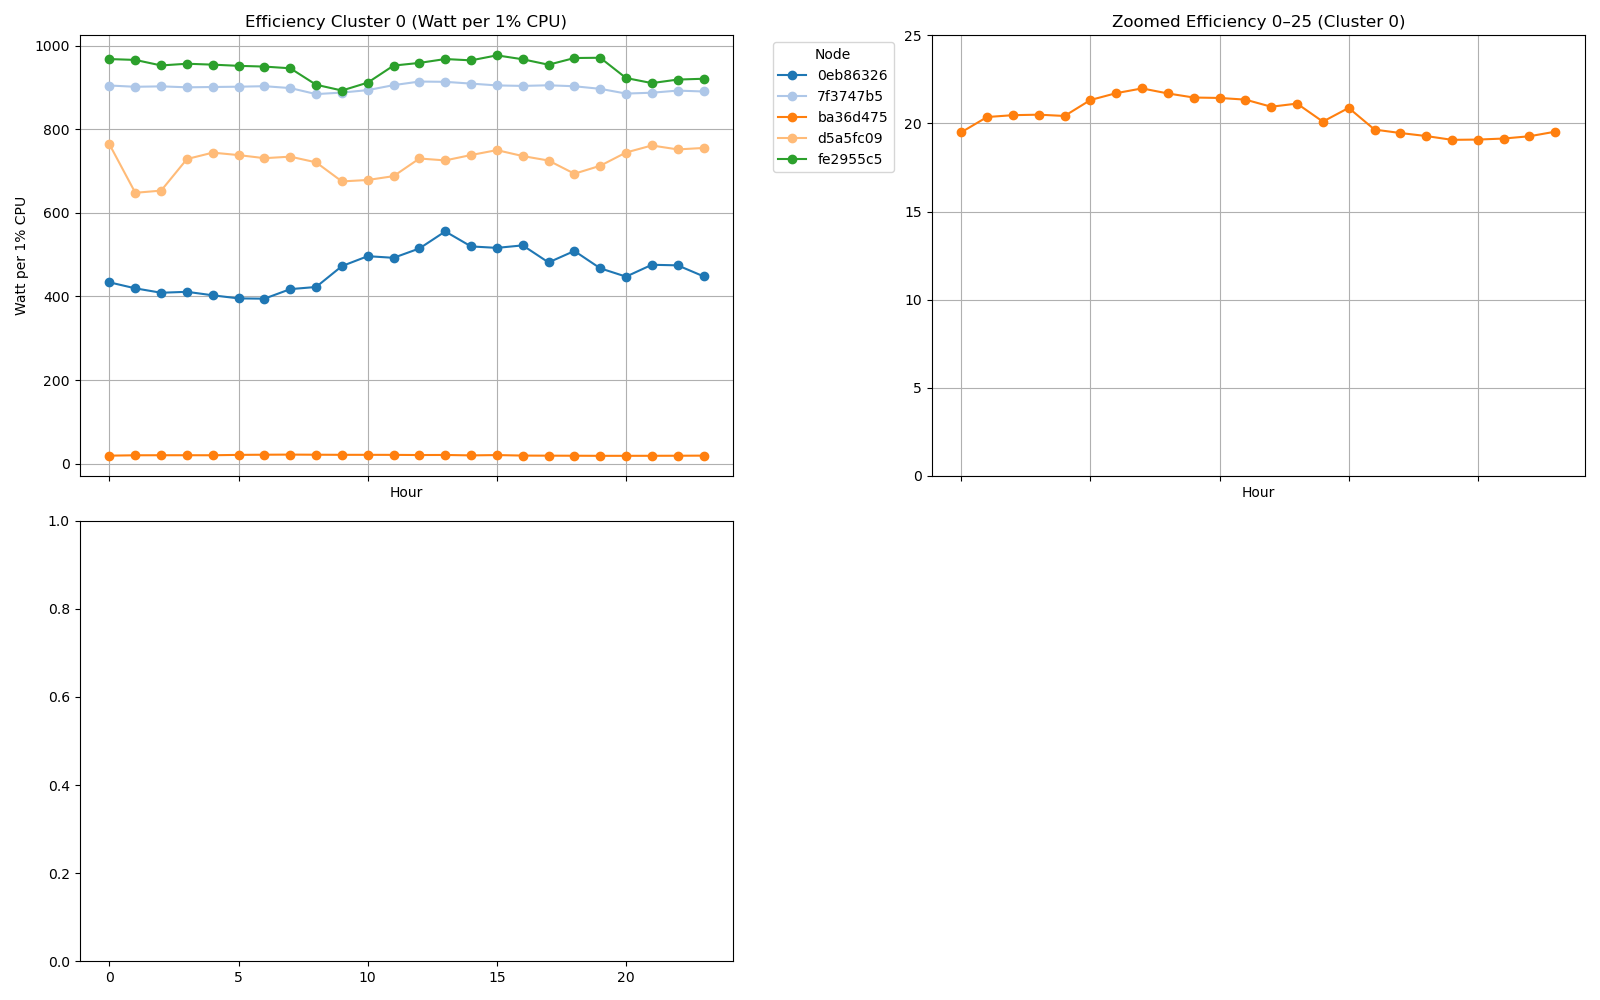 Efficiency Cluster 0 (Watt per 1% CPU)
Watt per 1% CPU
1000
800
600
400
200
0
Hour
Node
0eb86326
7f3747b5
ba36d475
d5a5fc09
fe2955c5
Zoomed Efficiency 0–25 (Cluster 0)
25
20
15
10
5
0
Hour
1.0
0.8
0.6
0.4
0.2
0.0
0 5 10 15 20